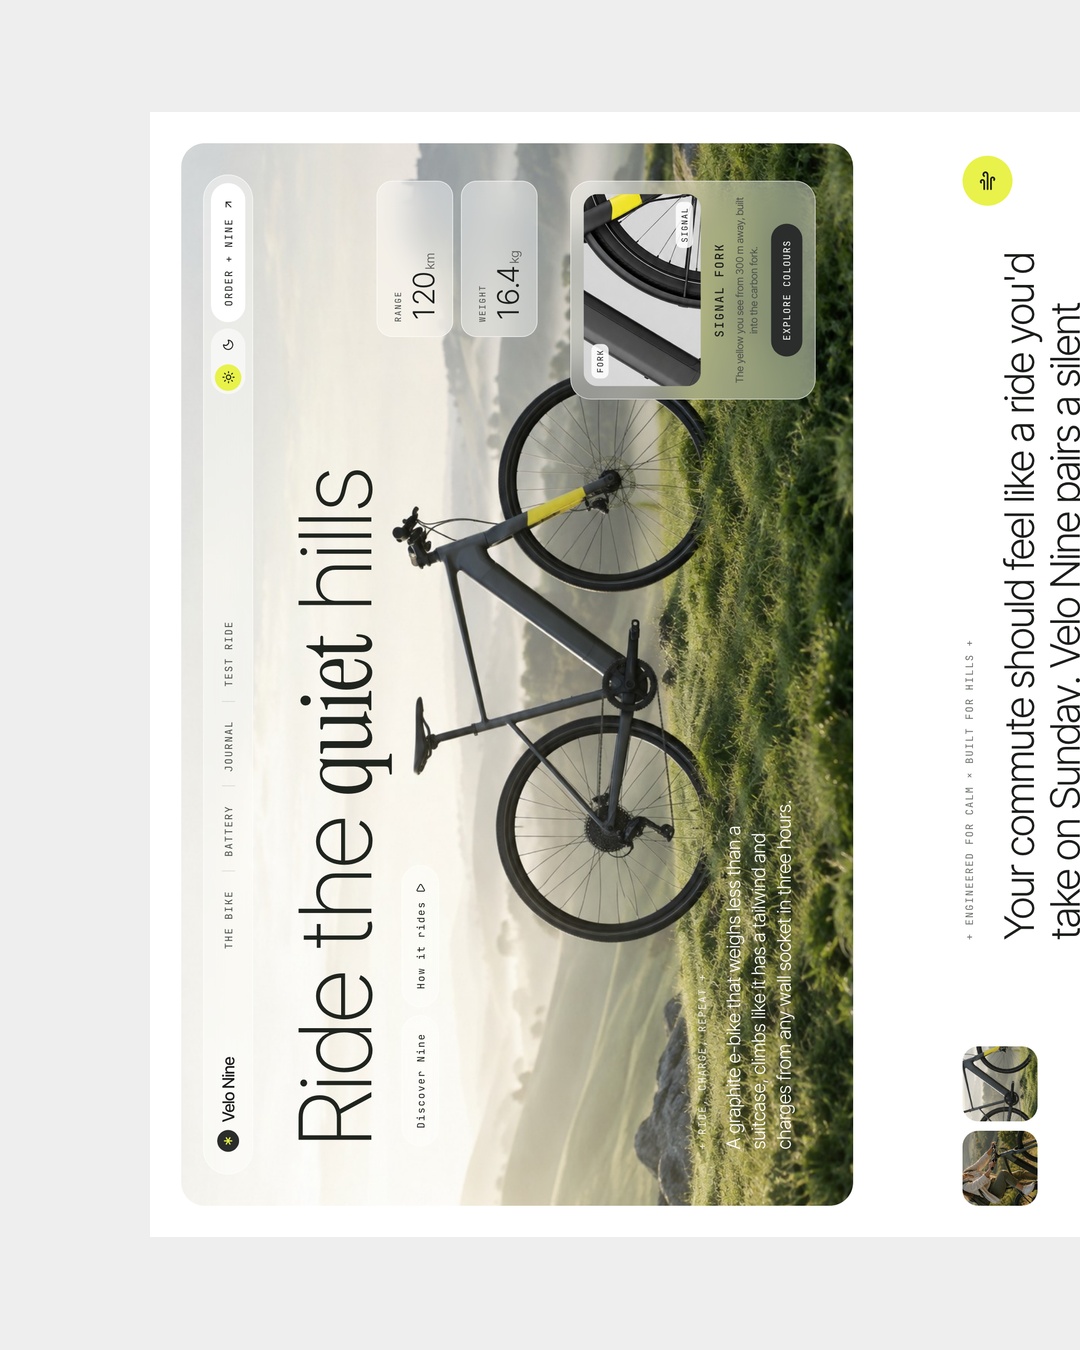 Velo Nine
THE BIKE
BATTERY
JOURNAL
TEST RIDE
ORDER + NINE
Ride the quiet hills
Discover Nine
How it rides
RANGE
120 km
WEIGHT
16.4 kg
FORK
SIGNAL
SIGNAL FORK
The yellow you see from 300 m away, built
into the carbon fork.
EXPLORE COLOURS
+ RIDE, CHARGE, REPEAT +
A graphite e-bike that weighs less than a
suitcase, climbs like it has a tailwind and
charges from any wall socket in three hours.
+ ENGINEERED FOR CALM × BUILT FOR HILLS +
Your commute should feel like a ride you'd
take on Sunday. Velo Nine pairs a silent